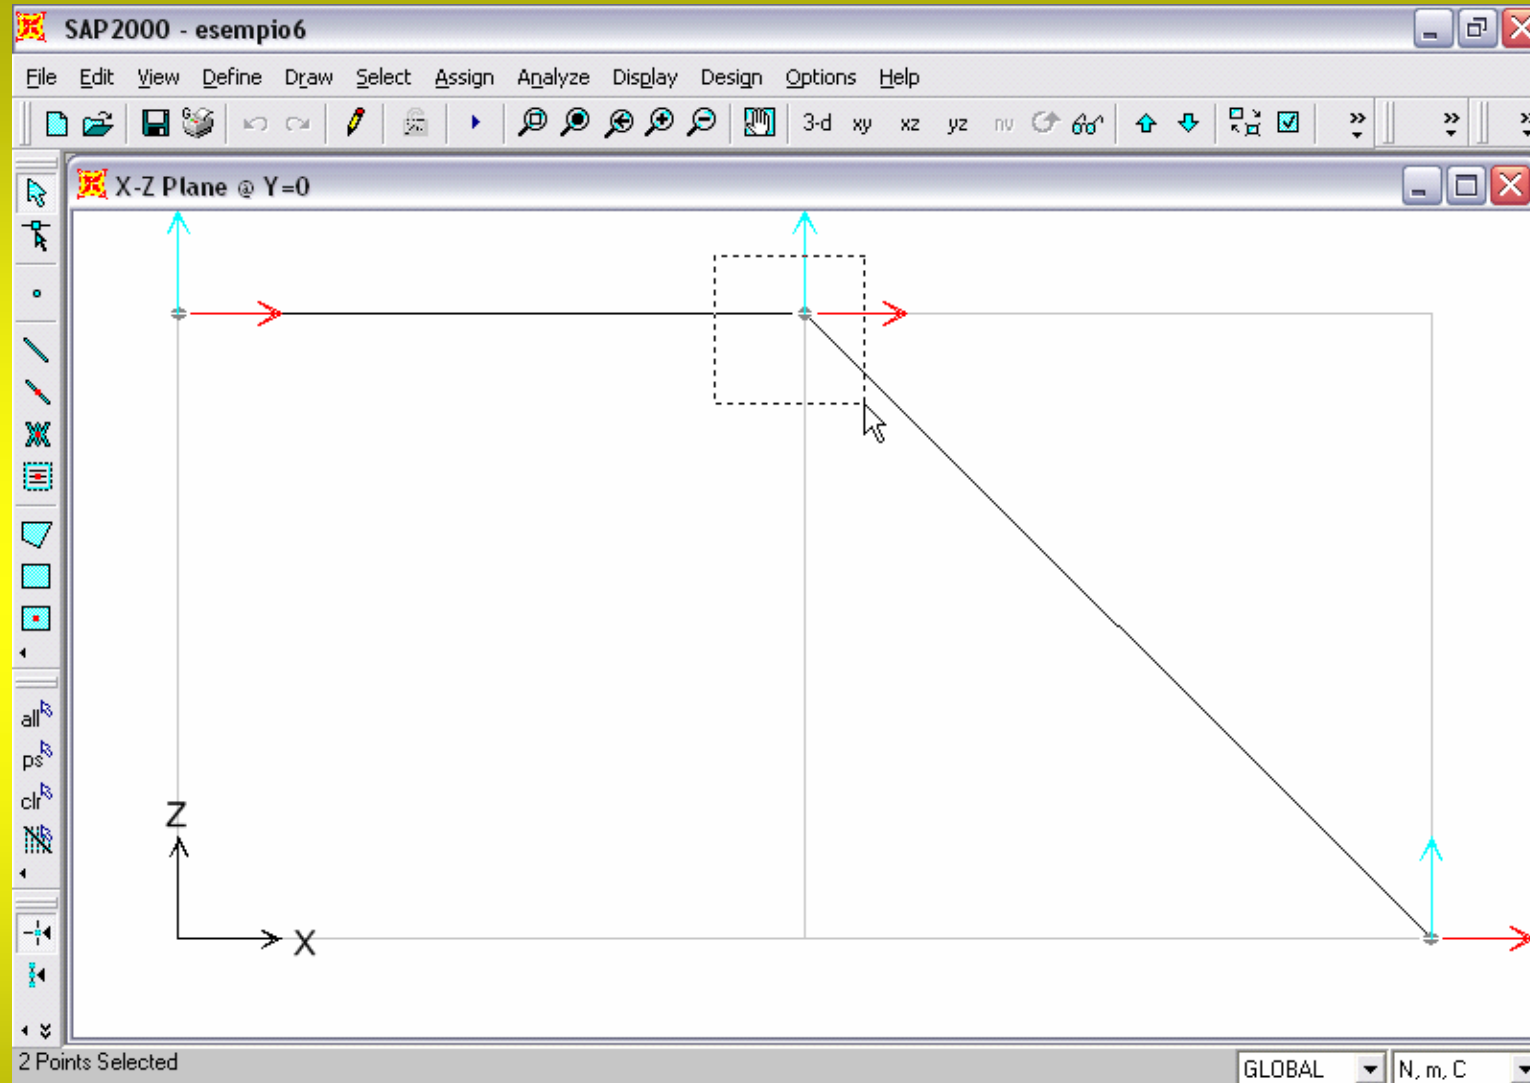 SAP2000 - esempio6
File Edit View Define Draw Select Assign Analyze Display Design Options Help
3-d xy xz yz nv
X-Z Plane @ Y=0
all
ps
clr
Z
X
2 Points Selected
GLOBAL N, m, C